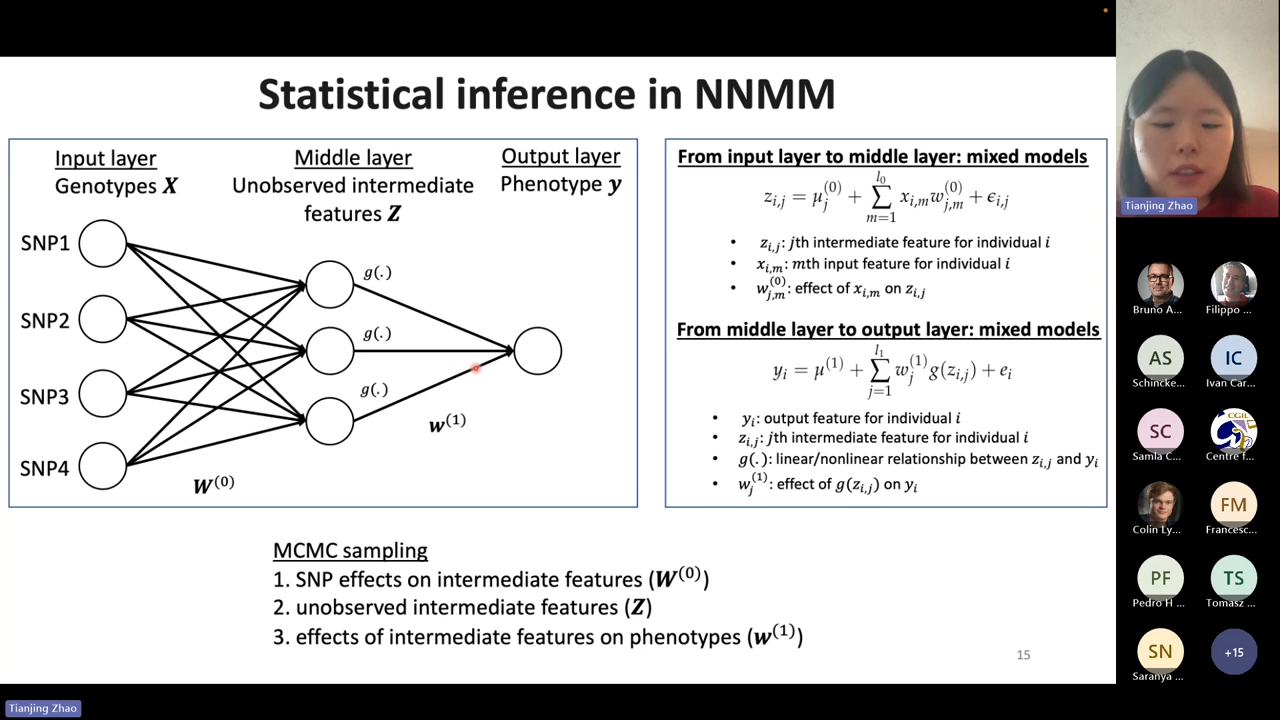 Statistical inference in NNMM
Input layer
Genotypes X
Middle layer
Unobserved intermediate
features Z
Output layer
Phenotype y
SNP1
SNP2
SNP3
SNP4
g(.)
g(.)
g(.)
w⁽¹⁾
W⁽⁰⁾
From input layer to middle layer: mixed models
z_{i,j} = μ_j^{(0)} + ∑_{m=1}^{l_0} x_{i,m} w_{j,m}^{(0)} + ϵ_{i,j}
• z_{i,j}: jth intermediate feature for individual i
• x_{i,m}: mth input feature for individual i
• w_{j,m}^{(0)}: effect of x_{i,m} on z_{i,j}
From middle layer to output layer: mixed models
y_i = μ^{(1)} + ∑_{j=1}^{l_1} w_j^{(1)} g(z_{i,j}) + e_i
• y_i: output feature for individual i
• z_{i,j}: jth intermediate feature for individual i
• g(.): linear/nonlinear relationship between z_{i,j} and y_i
• w_j^{(1)}: effect of g(z_{i,j}) on y_i
MCMC sampling
1. SNP effects on intermediate features (W⁽⁰⁾)
2. unobserved intermediate features (Z)
3. effects of intermediate features on phenotypes (w⁽¹⁾)
15
Tianjing Zhao
Bruno A...
Filippo ...
AS
Schincke...
IC
Ivan Car...
SC
Samla C...
CGIL
Centre f...
Colin Ly...
FM
Francesc...
PF
Pedro H ...
TS
Tomasz ...
SN
Saranya ...
+15
Tianjing Zhao